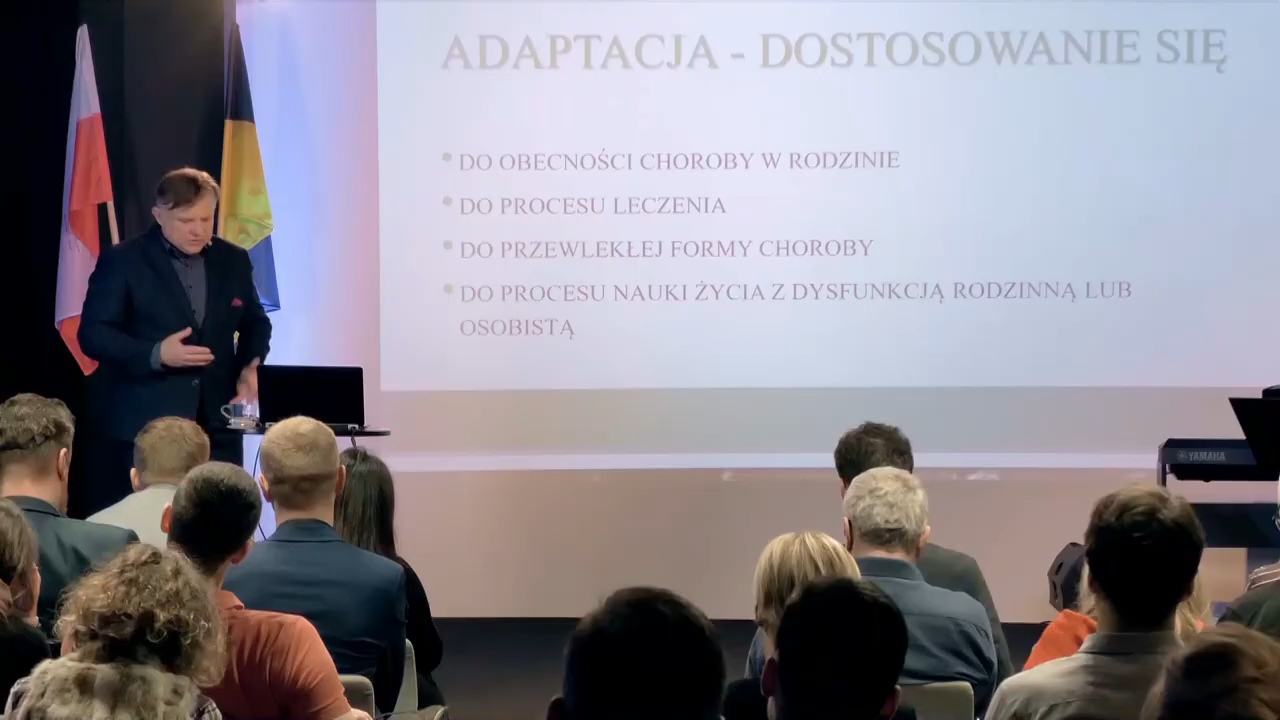 ADAPTACJA - DOSTOSOWANIE SIĘ
• DO OBECNOŚCI CHOROBY W RODZINIE
• DO PROCESU LECZENIA
• DO PRZEWLEKŁEJ FORMY CHOROBY
• DO PROCESU NAUKI ŻYCIA Z DYSFUNKCJĄ RODZINNĄ LUB
OSOBISTĄ
YAMAHA